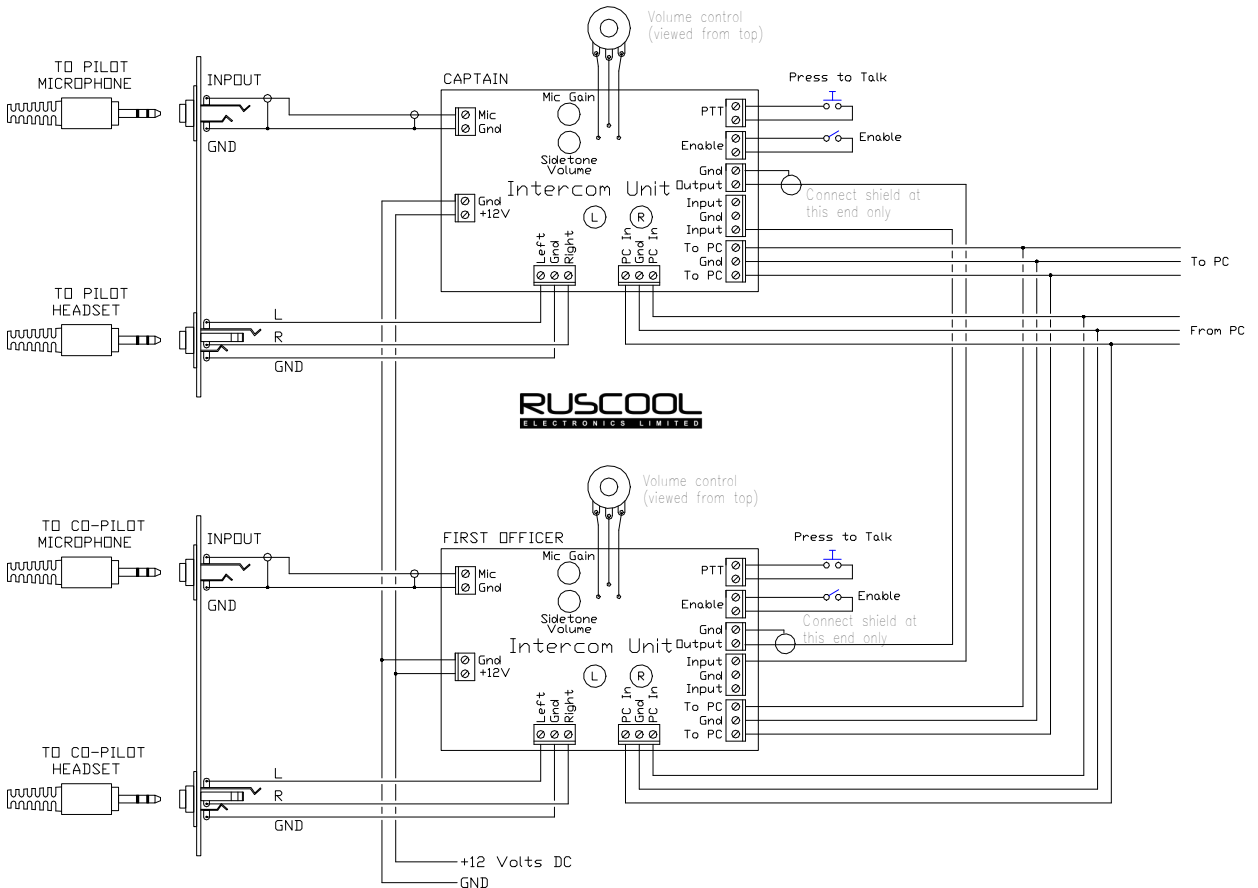 Volume control
(viewed from top)
TO PILOT
MICROPHONE
INPOUT
GND
CAPTAIN
Mic Gain
Mic
Gnd
Sidetone
Volume
Press to Talk
PTT
Enable
Enable
Gnd
Output
Connect shield at
this end only
Intercom Unit
Gnd
+12V
L
R
Input
Gnd
Input
Left
Gnd
Right
PC In
Gnd
PC In
To PC
Gnd
To PC
To PC
From PC
TO PILOT
HEADSET
L
R
GND
RUSCOOL
ELECTRONICS LIMITED
Volume control
(viewed from top)
TO CO-PILOT
MICROPHONE
INPOUT
GND
FIRST OFFICER
Mic Gain
Mic
Gnd
Sidetone
Volume
Press to Talk
PTT
Enable
Enable
Gnd
Output
Connect shield at
this end only
Intercom Unit
Gnd
+12V
L
R
Input
Gnd
Input
Left
Gnd
Right
PC In
Gnd
PC In
To PC
Gnd
To PC
TO CO-PILOT
HEADSET
L
R
GND
+12 Volts DC
GND